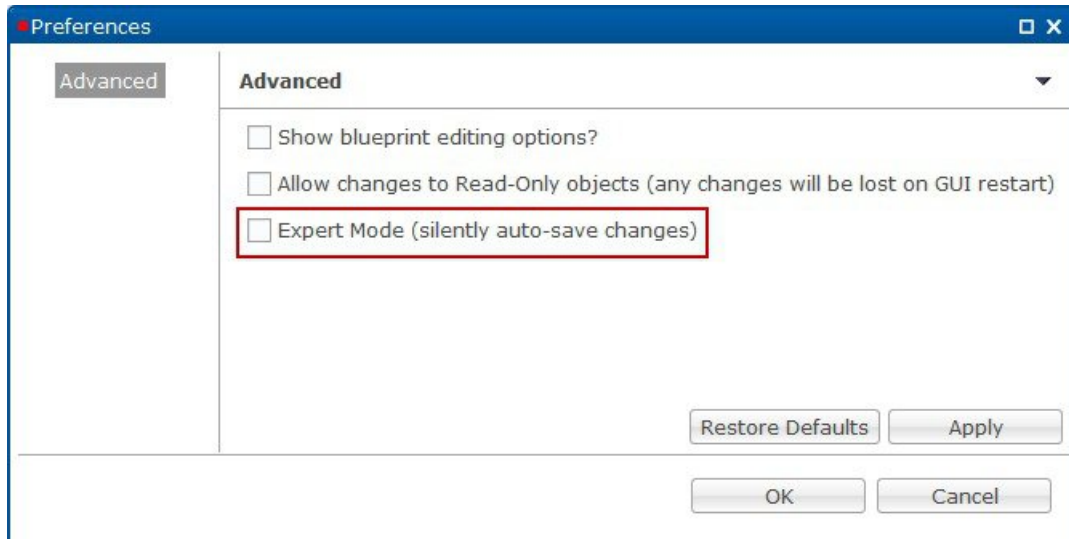 Preferences
Advanced
Advanced
Show blueprint editing options?
Allow changes to Read-Only objects (any changes will be lost on GUI restart)
Expert Mode (silently auto-save changes)
Restore Defaults
Apply
OK
Cancel